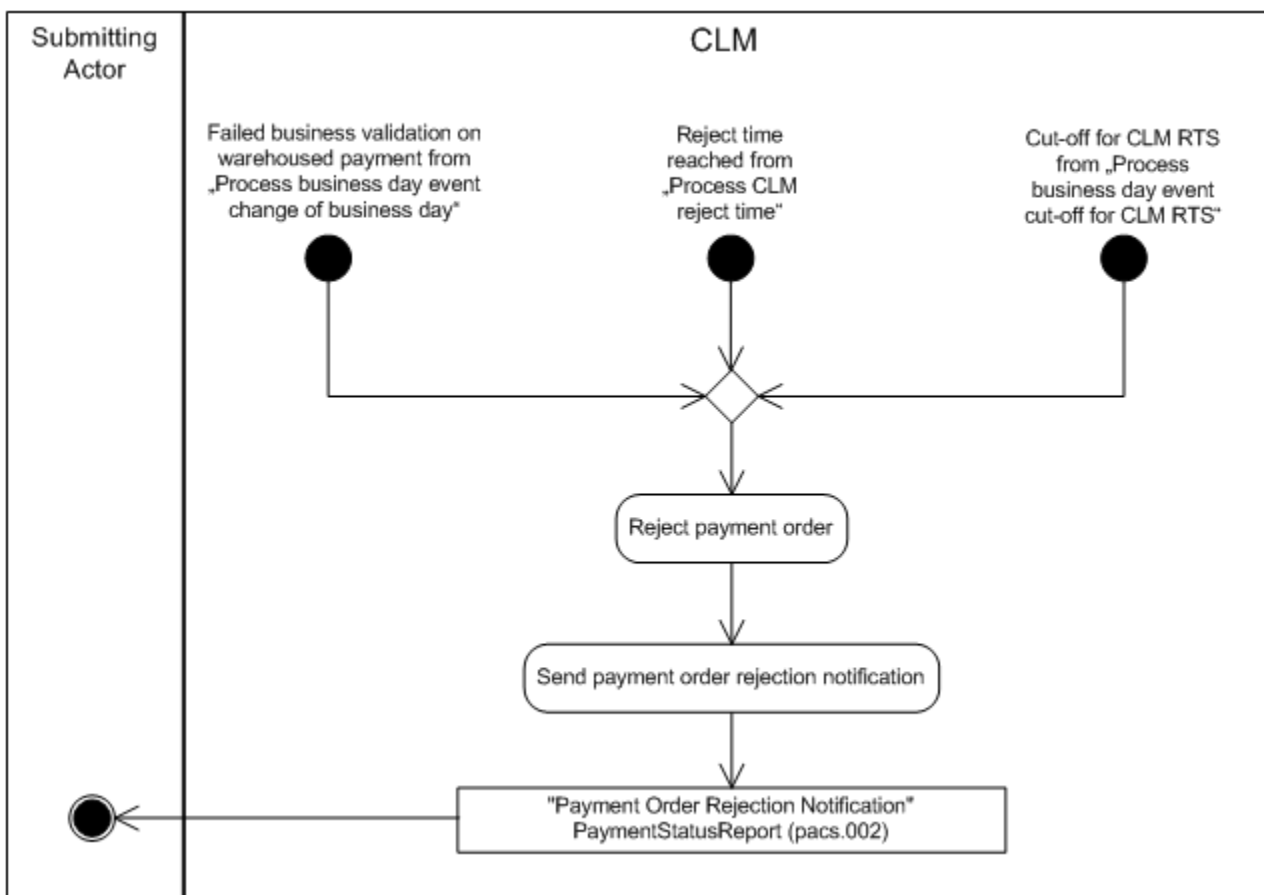 Submitting
Actor
CLM
Failed business validation on
warehoused payment from
„Process business day event
change of business day“
Reject time
reached from
„Process CLM
reject time“
Cut-off for CLM RTS
from „Process
business day event
cut-off for CLM RTS“
Reject payment order
Send payment order rejection notification
"Payment Order Rejection Notification“
PaymentStatusReport (pacs.002)